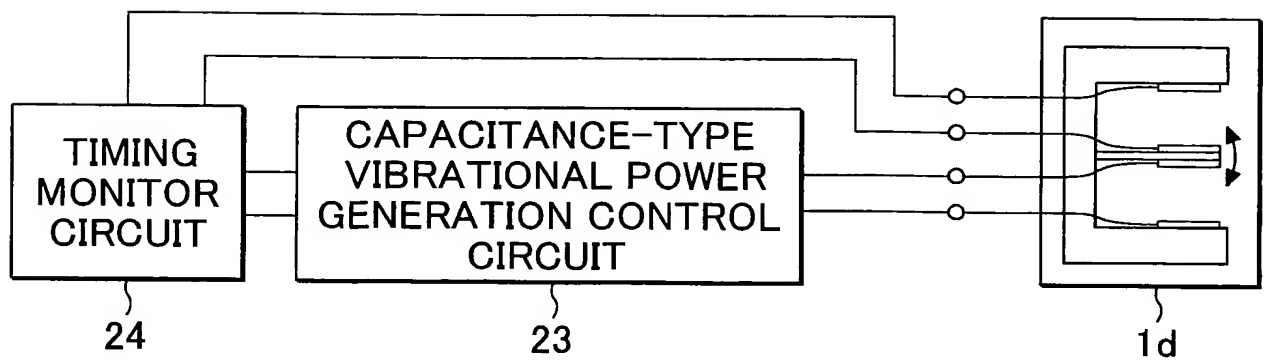 TIMING
MONITOR
CIRCUIT
CAPACITANCE-TYPE
VIBRATIONAL POWER
GENERATION CONTROL
CIRCUIT
24
23
1d